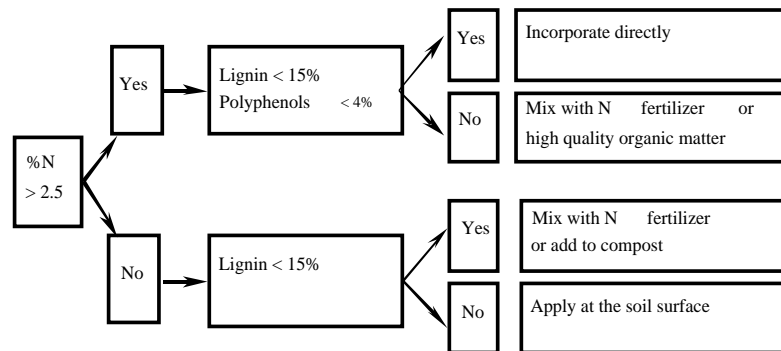 %N
> 2.5
Yes
No
Lignin < 15%
Polyphenols < 4%
Lignin < 15%
Yes
Incorporate directly
No
Mix with N fertilizer or
high quality organic matter
Yes
Mix with N fertilizer
or add to compost
No
Apply at the soil surface